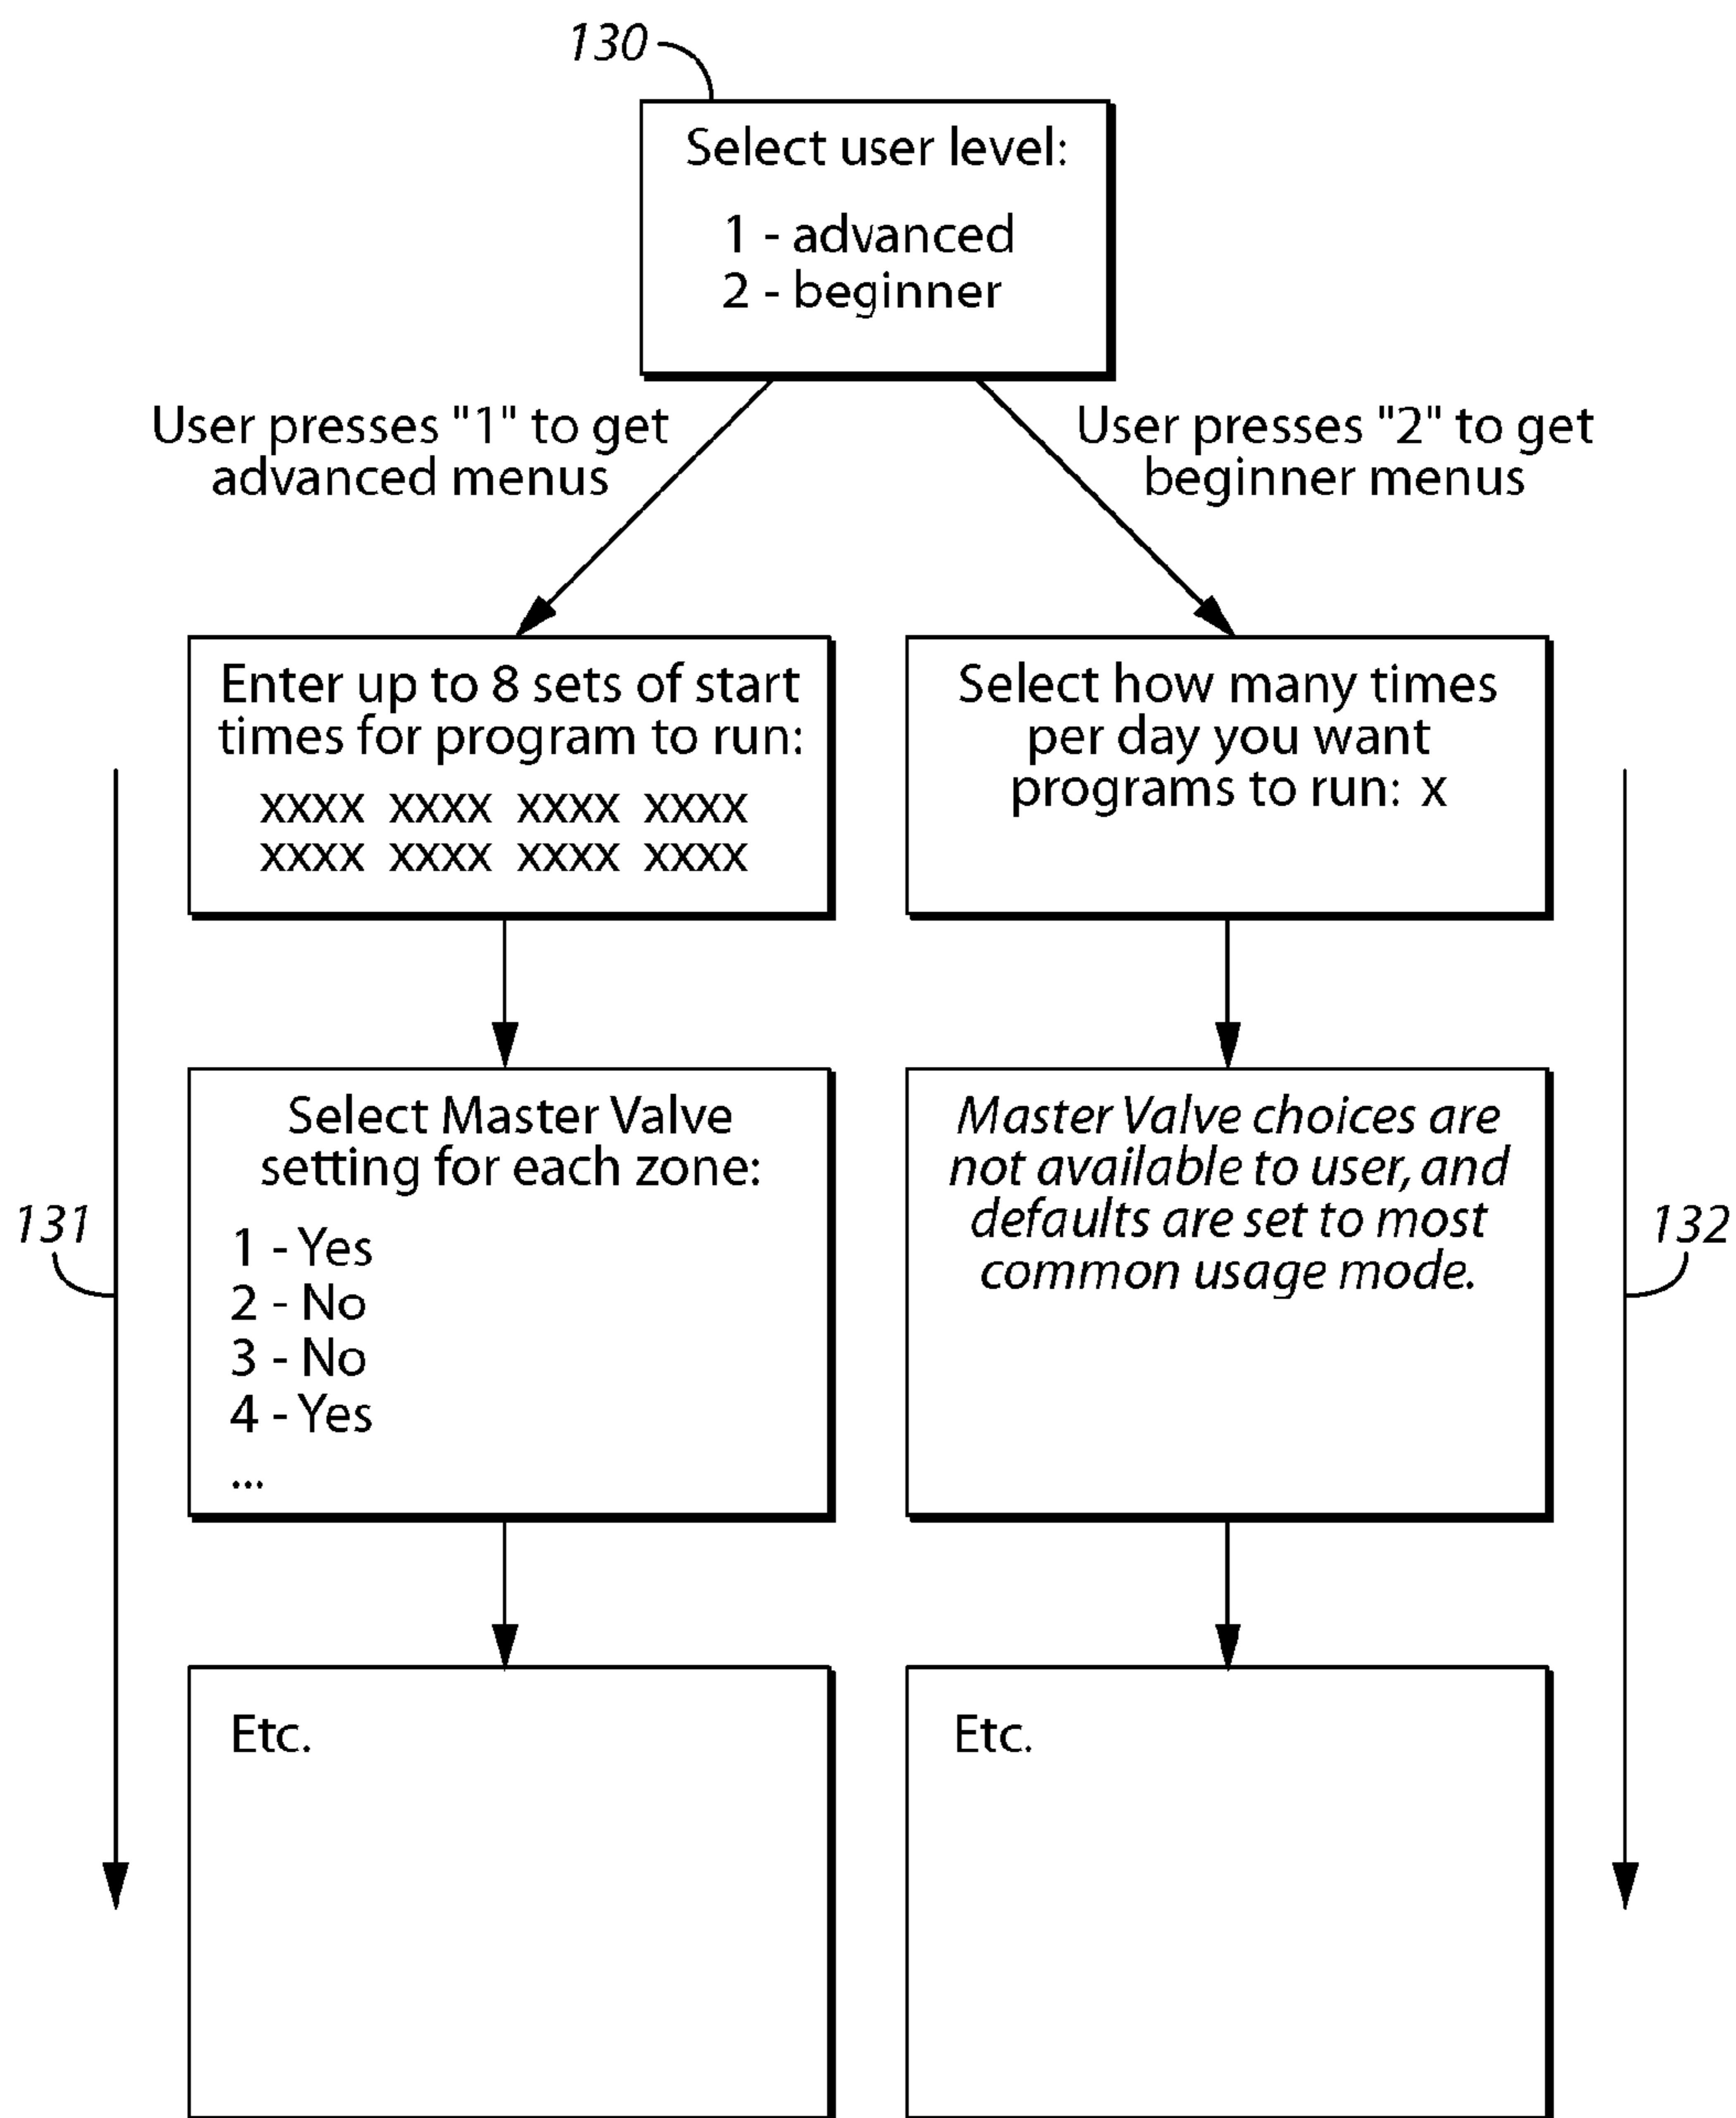 130
Select user level:
1 - advanced
2 - beginner
User presses "1" to get
advanced menus
User presses "2" to get
beginner menus
Enter up to 8 sets of start
times for program to run:
xxxx xxxx xxxx xxxx
xxxx xxxx xxxx xxxx
Select how many times
per day you want
programs to run: x
131
Select Master Valve
setting for each zone:
1 - Yes
2 - No
3 - No
4 - Yes
...
Master Valve choices are
not available to user, and
defaults are set to most
common usage mode.
132
Etc.
Etc.